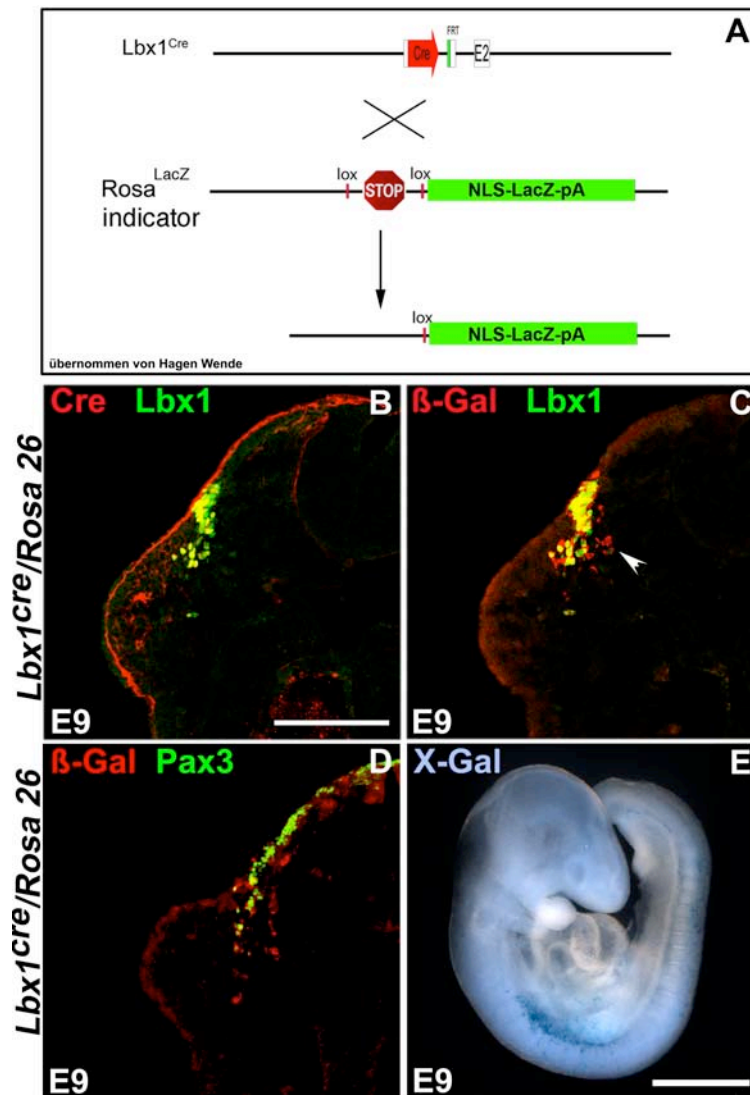 A
Lbx1Cre
Cre
FRT
E2
LacZ
Rosa
indicator
lox
STOP
lox
NLS-LacZ-pA
lox
NLS-LacZ-pA
übernommen von Hagen Wende
Lbx1cre/Rosa 26
Cre Lbx1 B
E9
ß-Gal Lbx1 C
E9
Lbx1cre/Rosa 26
ß-Gal Pax3 D
E9
X-Gal E
E9